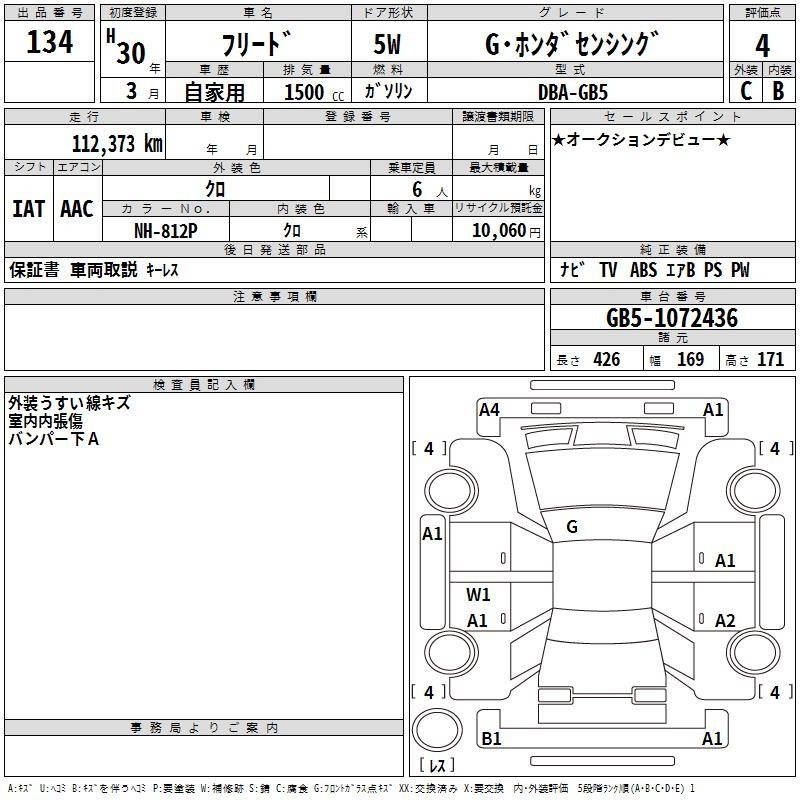 出品番号 初度登録 車名 ドア形状 グレード 評価点
134 H30年 フリード 5W G・ホンダセンシング 4
車歴 排気量 燃料 型式 外装 内装
3月 自家用 1500CC ガソリン DBA-GB5 C B
走行 車検 登録番号 譲渡書類期限 セールスポイント
112,373 km 年 月 月 日 ★オークションデビュー★
シフト エアコン 外装色 乗車定員 最大積載量
IAT AAC クロ 6人 kg
カラーNo. 内装色 輸入車 リサイクル預託金
NH-812P クロ 系 10,060円
後日発送部品 純正装備
保証書 車両取説 キーレス ナビ TV ABS エアB PS PW
注意事項欄 車台番号
GB5-1072436
諸元
長さ 426 幅 169 高さ 171
検査員記入欄
外装うすい線キズ
室内内張傷
バンパー下A
A4 A1
[4] [4]
G
A1
A1
W1
A1 A2
[4] [4]
B1 A1
[レス]
事務局よりご案内
A:キズ U:ヘコミ B:キズを伴うヘコミ P:要塗装 W:補修跡 S:錆 C:腐食 G:フロントガラス点キズ XX:交換済み X:要交換 内・外装評価 5段階ランク順(A・B・C・D・E) 1